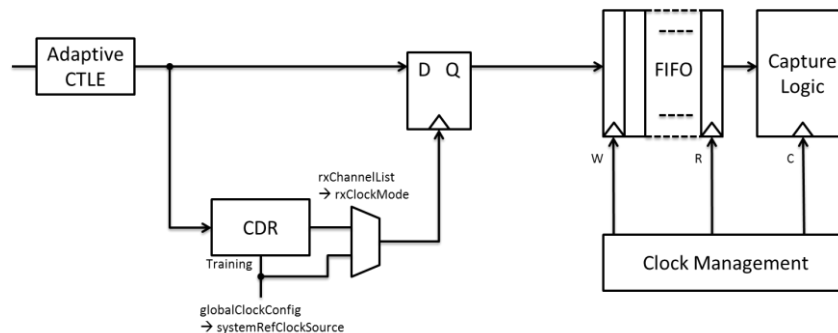 Adaptive
CTLE
D Q
FIFO
Capture
Logic
W
R
C
rxChannelList
→ rxClockMode
CDR
Training
Clock Management
globalClockConfig
→ systemRefClockSource